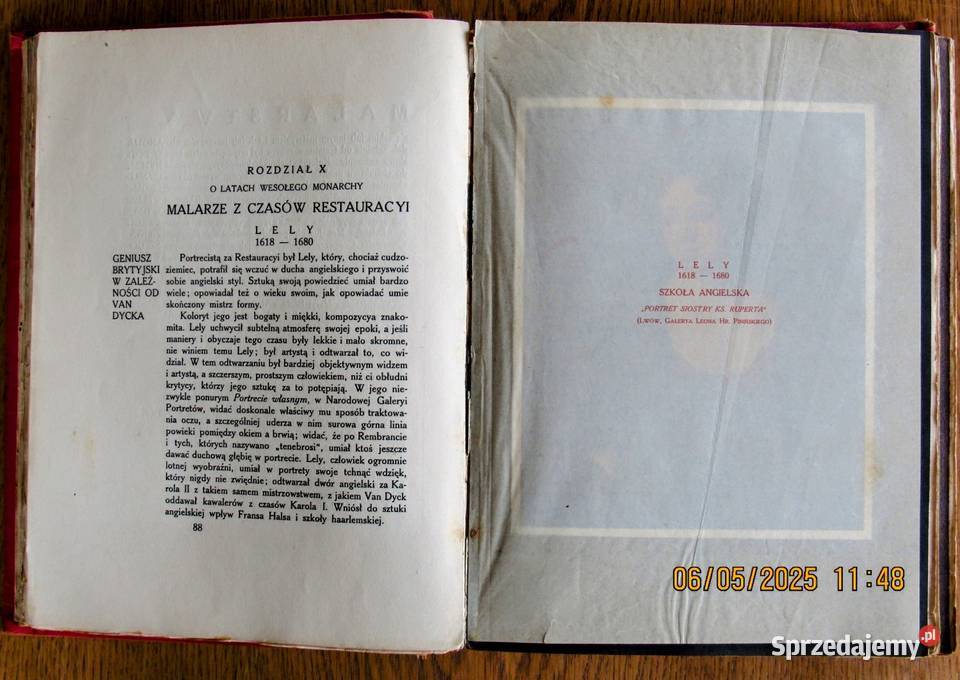 ROZDZIAŁ X
O LATACH WESOŁEGO MONARCHY
MALARZE Z CZASÓW RESTAURACYI
LELY
1618 — 1680
GENIUSZ
BRYTYJSKI
W ZALEŻ-
NOŚCI OD
VAN
DYCKA
Portrecistą za Restauracyi był Lely, który, chociaż cudzo-
ziemiec, potrafił się wczuć w ducha angielskiego i przyswoić
sobie angielski styl. Sztuką swoją powiedzieć umiał bardzo
wiele; opowiadał też o wieku swoim, jak opowiadać umie
skończony mistrz formy.
Koloryt jego jest bogaty i miękki, kompozycya znako-
mita. Lely uchwycił subtelną atmosferę swojej epoki, a jeśli
maniery i obyczaje tego czasu były lekkie i mało skromne,
nie winiem temu Lely; był artystą i odtwarzał to, co wi-
dział. W tem odtwarzaniu był bardziej objektywnym widzem
i artystą, a szczerszym, prostszym człowiekiem, niż ci obłudni
krytycy, którzy jego sztukę za to potępiają. W jego nie-
zwykle ponurym Portrecie własnym, w Narodowej Galeryi
Portretów, widać doskonale właściwy mu sposób traktowa-
nia oczu, a szczególniej uderza w nim surowa górna linia
powieki pomiędzy okiem a brwią; widać, że po Rembrancie
i tych, których nazywano „tenebrosi", umiał ktoś jeszcze
dawać duchową głębię w portrecie. Lely, człowiek ogromnie
lotnej wyobraźni, umiał w portrety swoje tchnąć wdzięk,
który nigdy nie zwiędnie; odtwarzał dwór angielski za Ka-
rola II z takiem samem mistrzowstwem, z jakiem Van Dyck
oddawał kawalerów z czasów Karola I. Wniósł do sztuki
angielskiej wpływ Fransa Halsa i szkoły haarlemskiej.
88
LELY
1618 — 1680
SZKOŁA ANGIELSKA
„PORTRET SIOSTRY KS. RUPERTA"
(LWÓW, GALERYA LEONA HR. PINIŃSKIEGO)
06/05/2025 11:48
Sprzedajemy.pl